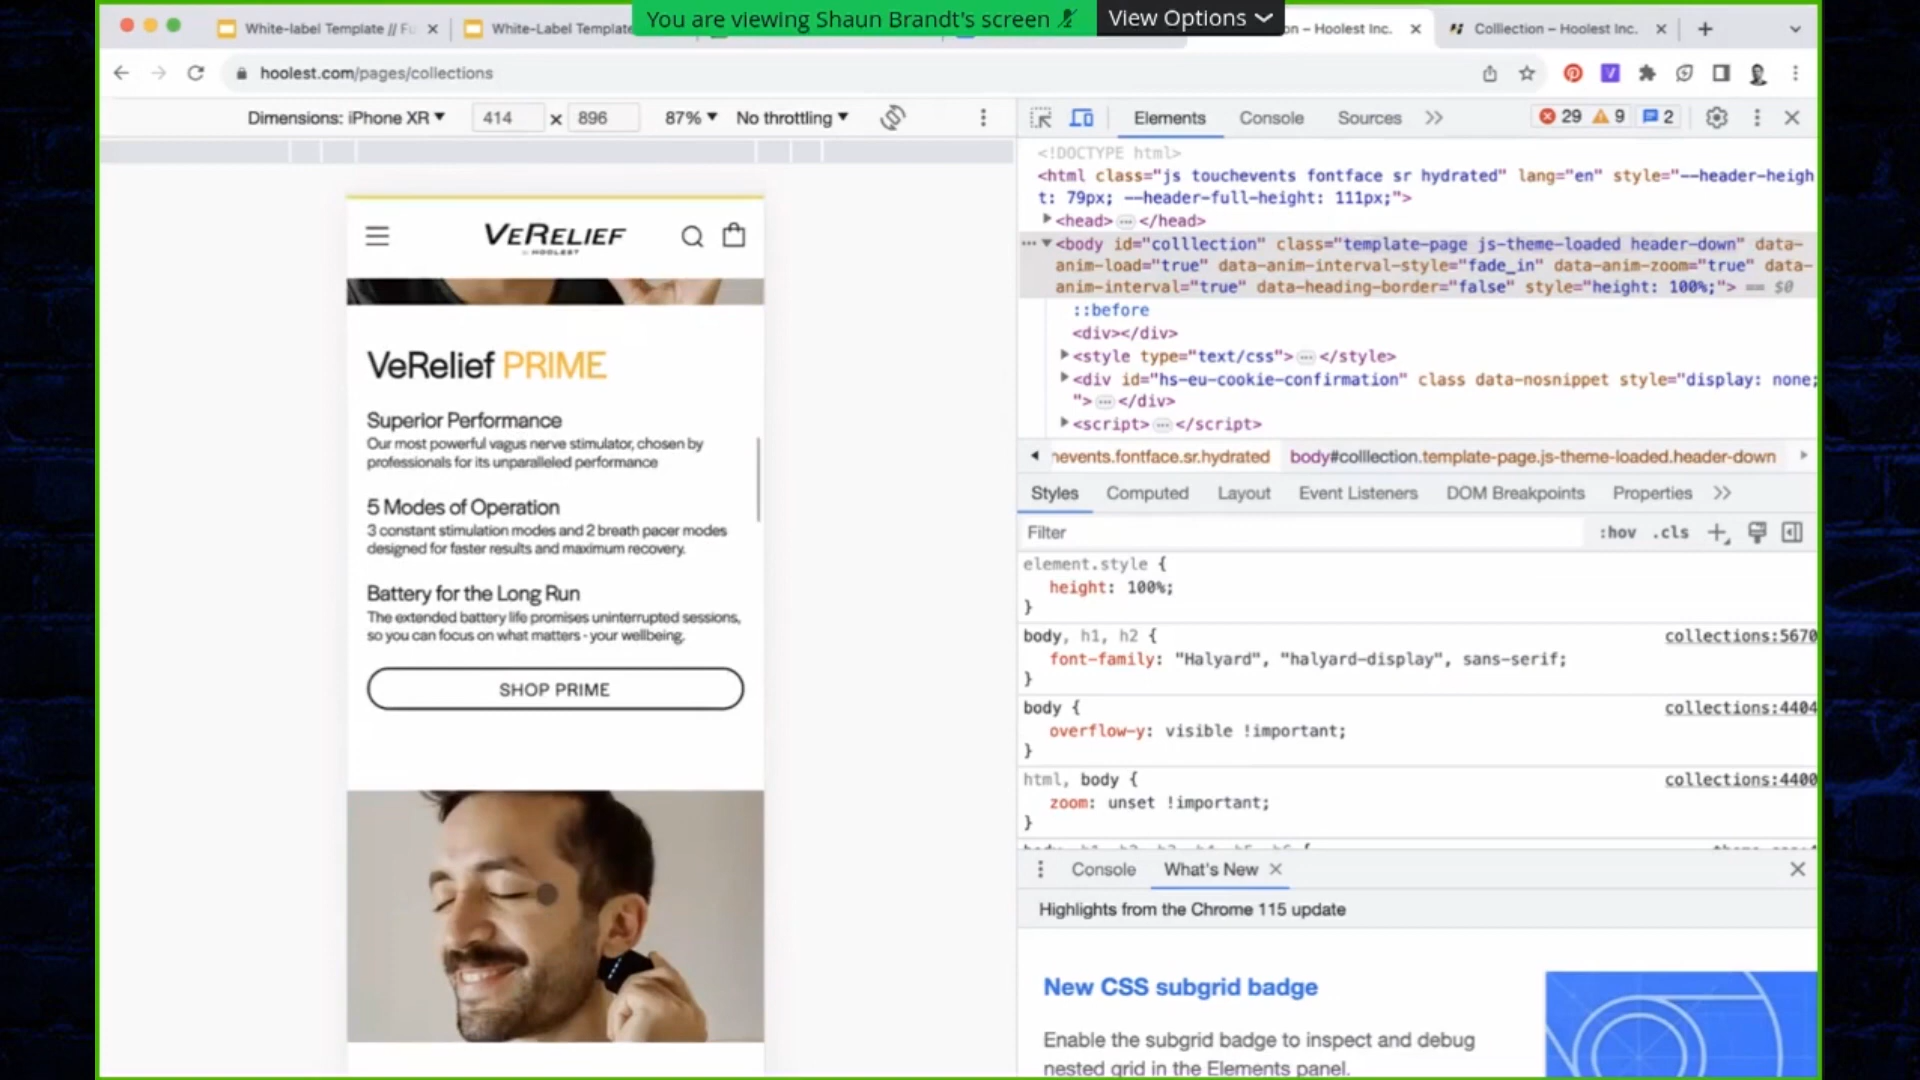 You are viewing Shaun Brandt's screen
View Options
White-label Template // Fu
White-Label Template
on – Hoolest Inc.
Colllection – Hoolest Inc.
hoolest.com/pages/collections
Dimensions: iPhone XR
414 × 896
87%
No throttling
Elements
Console
Sources
29
9
2
VERELIEF
BY HOOLEST
VeRelief PRIME
Superior Performance
Our most powerful vagus nerve stimulator, chosen by
professionals for its unparalleled performance
5 Modes of Operation
3 constant stimulation modes and 2 breath pacer modes
designed for faster results and maximum recovery.
Battery for the Long Run
The extended battery life promises uninterrupted sessions,
so you can focus on what matters - your wellbeing.
SHOP PRIME
<!DOCTYPE html>
<html class="js touchevents fontface sr hydrated" lang="en" style="--header-heigh
t: 79px; --header-full-height: 111px;">
<head> … </head>
<body id="colllection" class="template-page js-theme-loaded header-down" data-
anim-load="true" data-anim-interval-style="fade_in" data-anim-zoom="true" data-
anim-interval="true" data-heading-border="false" style="height: 100%;"> == $0
::before
<div></div>
<style type="text/css"> … </style>
<div id="hs-eu-cookie-confirmation" class data-nosnippet style="display: none;
"> … </div>
<script> … </script>
hevents.fontface.sr.hydrated
body#colllection.template-page.js-theme-loaded.header-down
Styles
Computed
Layout
Event Listeners
DOM Breakpoints
Properties
Filter
:hov
.cls
element.style {
height: 100%;
}
body, h1, h2 {
collections:5670
font-family: "Halyard", "halyard-display", sans-serif;
}
body {
collections:4404
overflow-y: visible !important;
}
html, body {
collections:4400
zoom: unset !important;
}
Console
What's New
Highlights from the Chrome 115 update
New CSS subgrid badge
Enable the subgrid badge to inspect and debug
nested grid in the Elements panel.